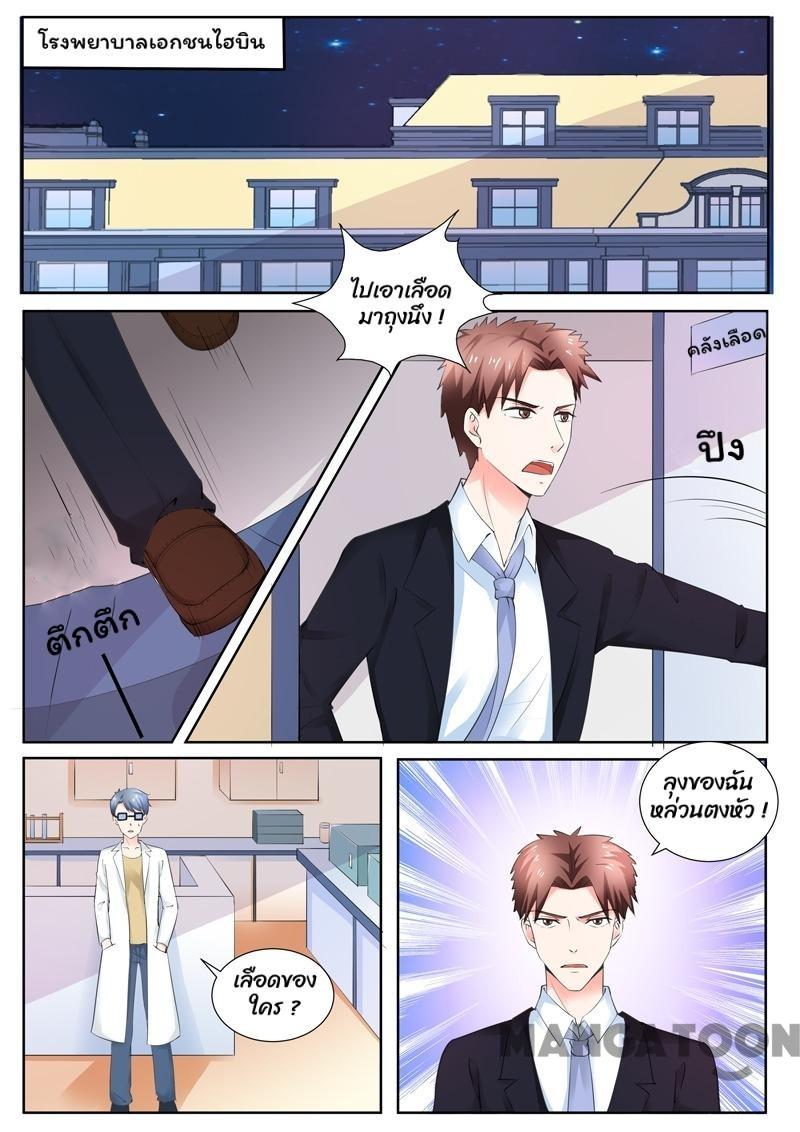 โรงพยาบาลเอกชนไฮบิน
ไปเอาเลือด
มาถุงนึง !
คลังเลือด
ปึง
ตึกตึก
ลุงของฉัน
หล่วนตงหัว !
เลือดของ
ใคร ?
MANGATOON